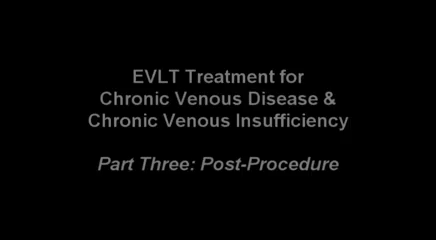 EVLT Treatment for
Chronic Venous Disease &
Chronic Venous Insufficiency
Part Three: Post-Procedure